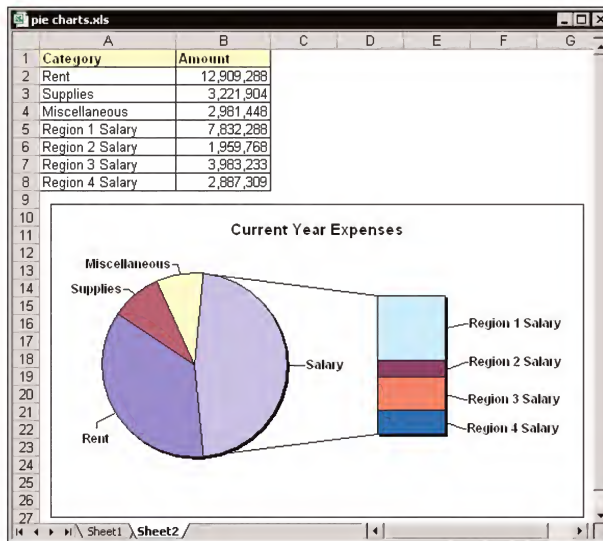 pie charts.xls
A B C D E F G
1 Category Amount
2 Rent 12,909,288
3 Supplies 3,221,904
4 Miscellaneous 2,981,448
5 Region 1 Salary 7,832,288
6 Region 2 Salary 1,959,768
7 Region 3 Salary 3,983,233
8 Region 4 Salary 2,887,309
9
10
11
12
13
14
15
16
17
18
19
20
21
22
23
24
25
26
27
Current Year Expenses
Miscellaneous
Supplies
Rent
Salary
Region 1 Salary
Region 2 Salary
Region 3 Salary
Region 4 Salary
Sheet1 Sheet2